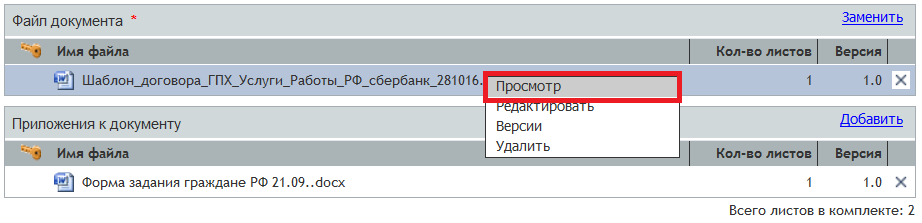 Файл документа * Заменить
Имя файла Кол-во листов Версия
Шаблон_договора_ГПХ_Услуги_Работы_РФ_сбербанк_281016. 1 1.0
Просмотр
Редактировать
Версии
Удалить
Приложения к документу Добавить
Имя файла Кол-во листов Версия
Форма задания граждане РФ 21.09..docx 1 1.0
Всего листов в комплекте: 2